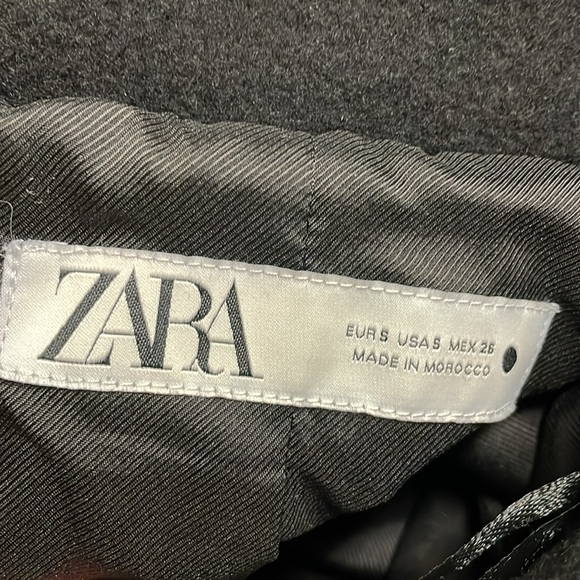 ZARA
EUR S USA S MEX 26
MADE IN MOROCCO